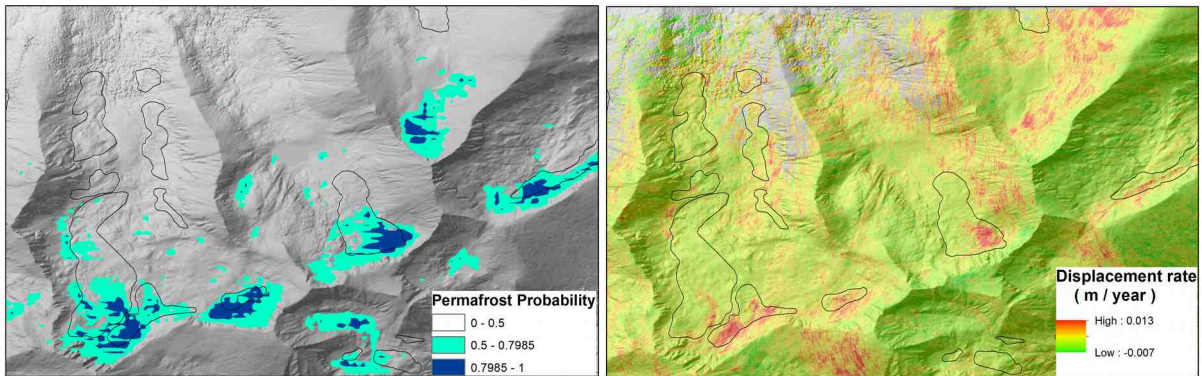 Permafrost Probability
0 - 0.5
0.5 - 0.7985
0.7985 - 1
Displacement rate
( m / year )
High : 0.013
Low : -0.007